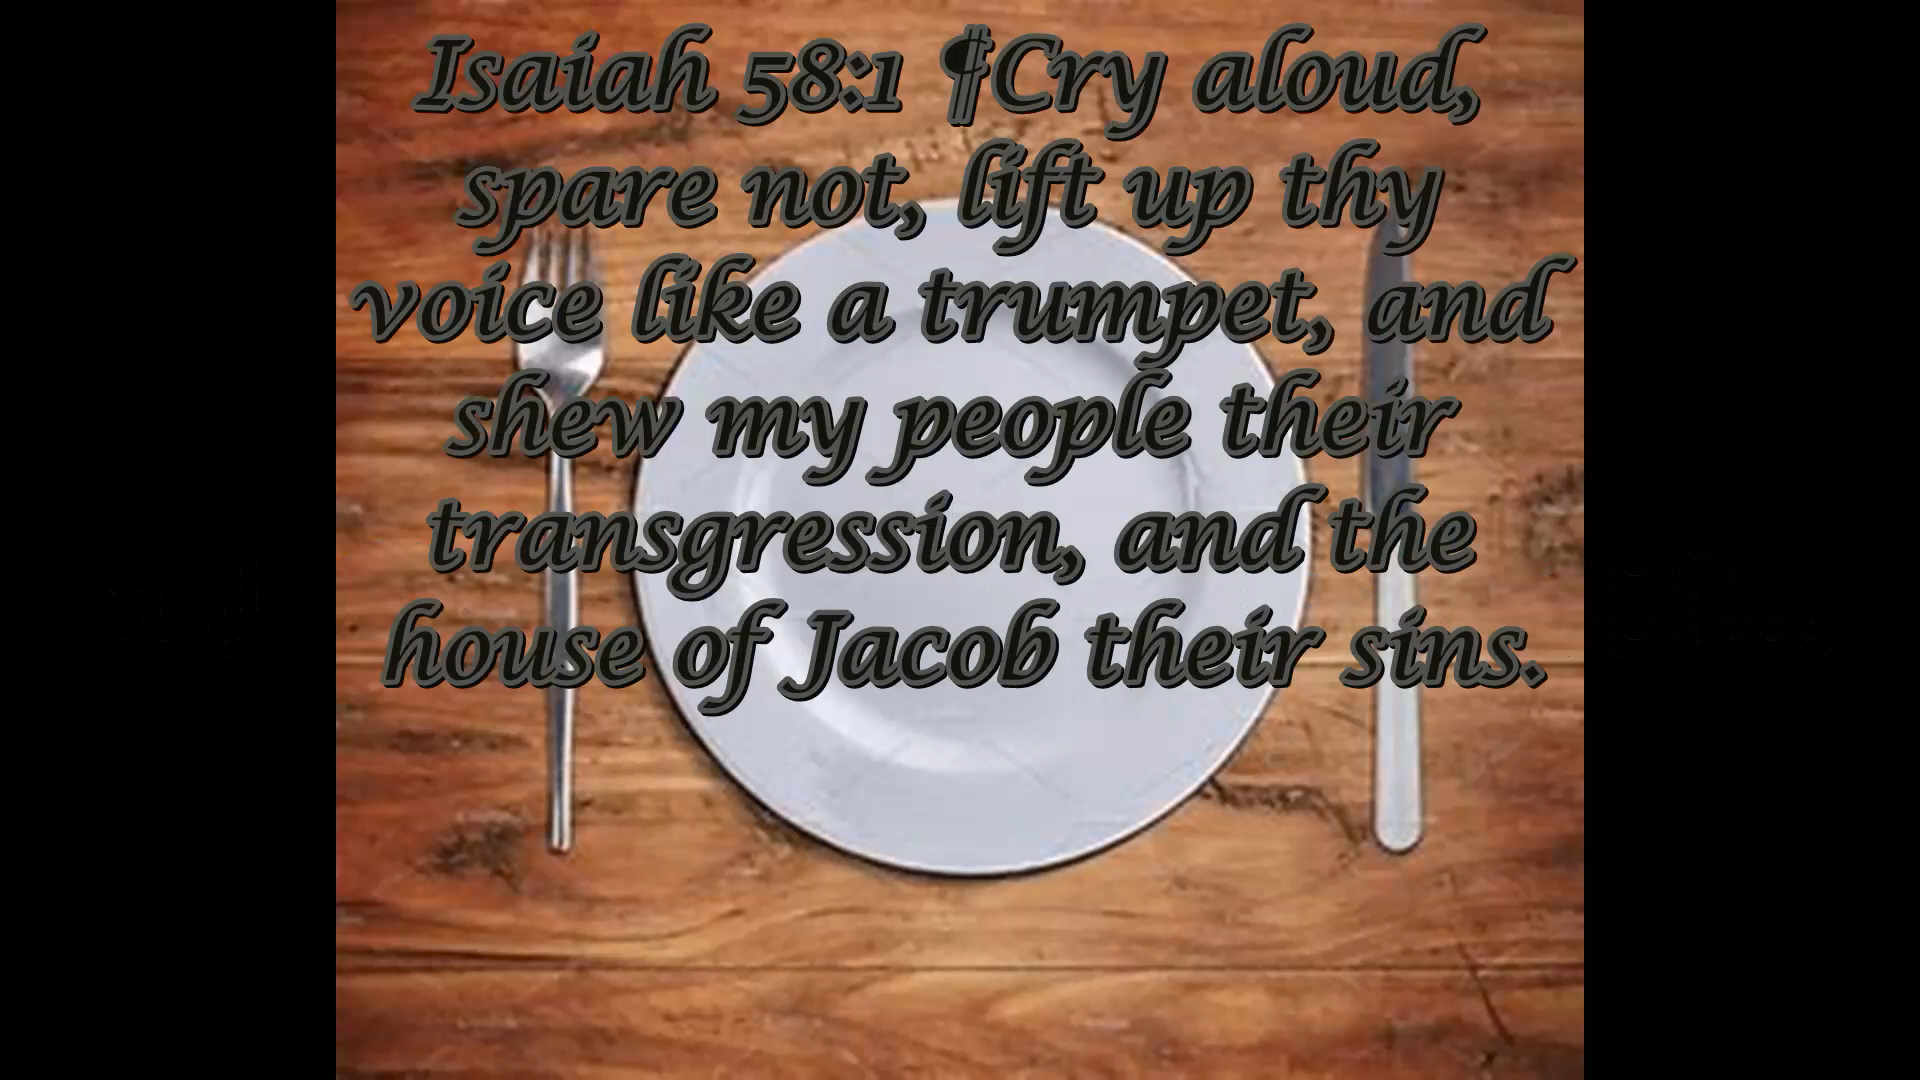 Isaiah 58:1 ¶Cry aloud,
spare not, lift up thy
voice like a trumpet, and
shew my people their
transgression, and the
house of Jacob their sins.